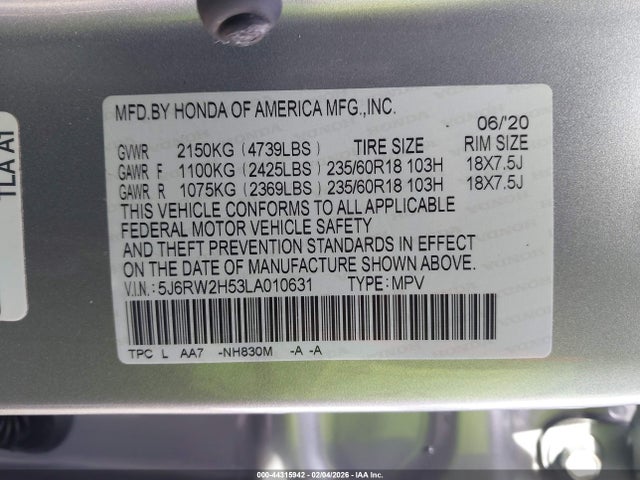 MFD.BY HONDA OF AMERICA MFG.,INC.
06/'20
GVWR 2150KG (4739LBS) TIRE SIZE RIM SIZE
GAWR F 1100KG (2425LBS) 235/60R18 103H 18X7.5J
GAWR R 1075KG (2369LBS) 235/60R18 103H 18X7.5J
THIS VEHICLE CONFORMS TO ALL APPLICABLE
FEDERAL MOTOR VEHICLE SAFETY
AND THEFT PREVENTION STANDARDS IN EFFECT
ON THE DATE OF MANUFACTURE SHOWN ABOVE.
V.I.N.:5J6RW2H53LA010631 TYPE:MPV
TPC L AA7 -NH830M -A -A
TLA A1
00-44315942 - 02/04/2026 - IAA Inc.